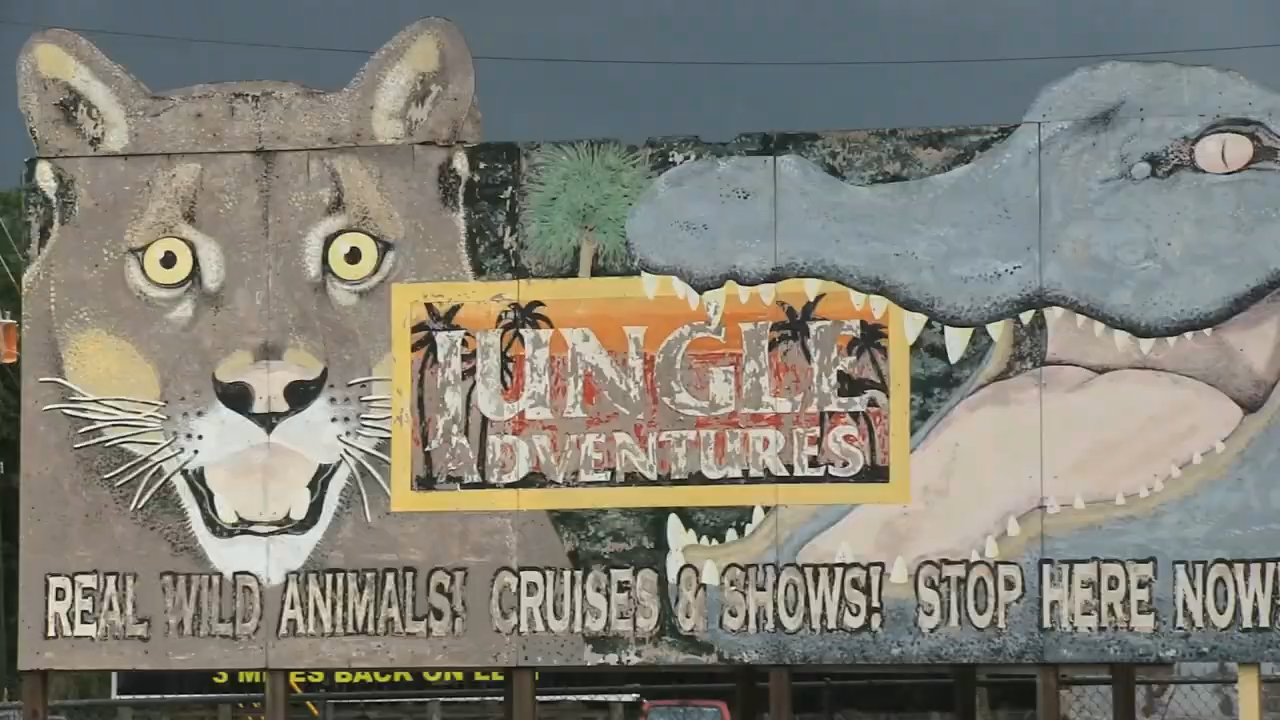 JUNGLE
ADVENTURES
REAL WILD ANIMALS! CRUISES & SHOWS! STOP HERE NOW!
3 MILES BACK ON